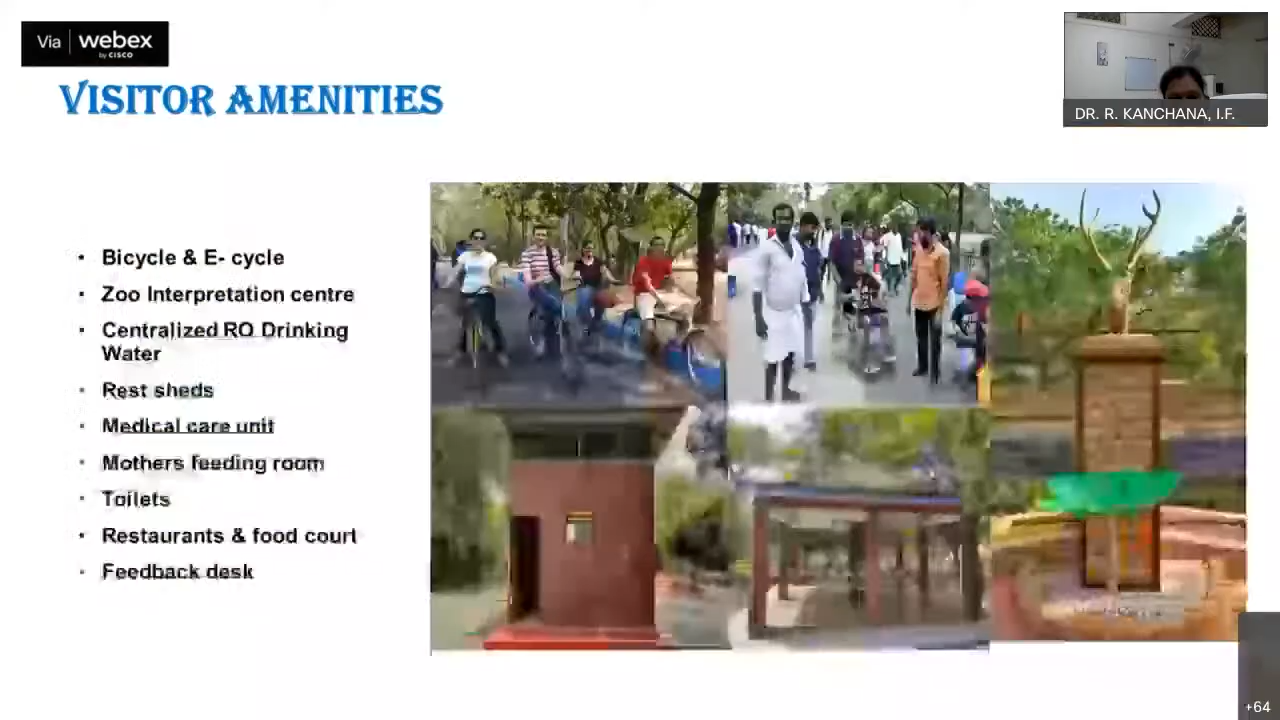 Via webex
by CISCO
VISITOR AMENITIES
DR. R. KANCHANA, I.F.
• Bicycle & E- cycle
• Zoo Interpretation centre
• Centralized RO Drinking
Water
• Rest sheds
• Medical care unit
• Mothers feeding room
• Toilets
• Restaurants & food court
• Feedback desk
+64